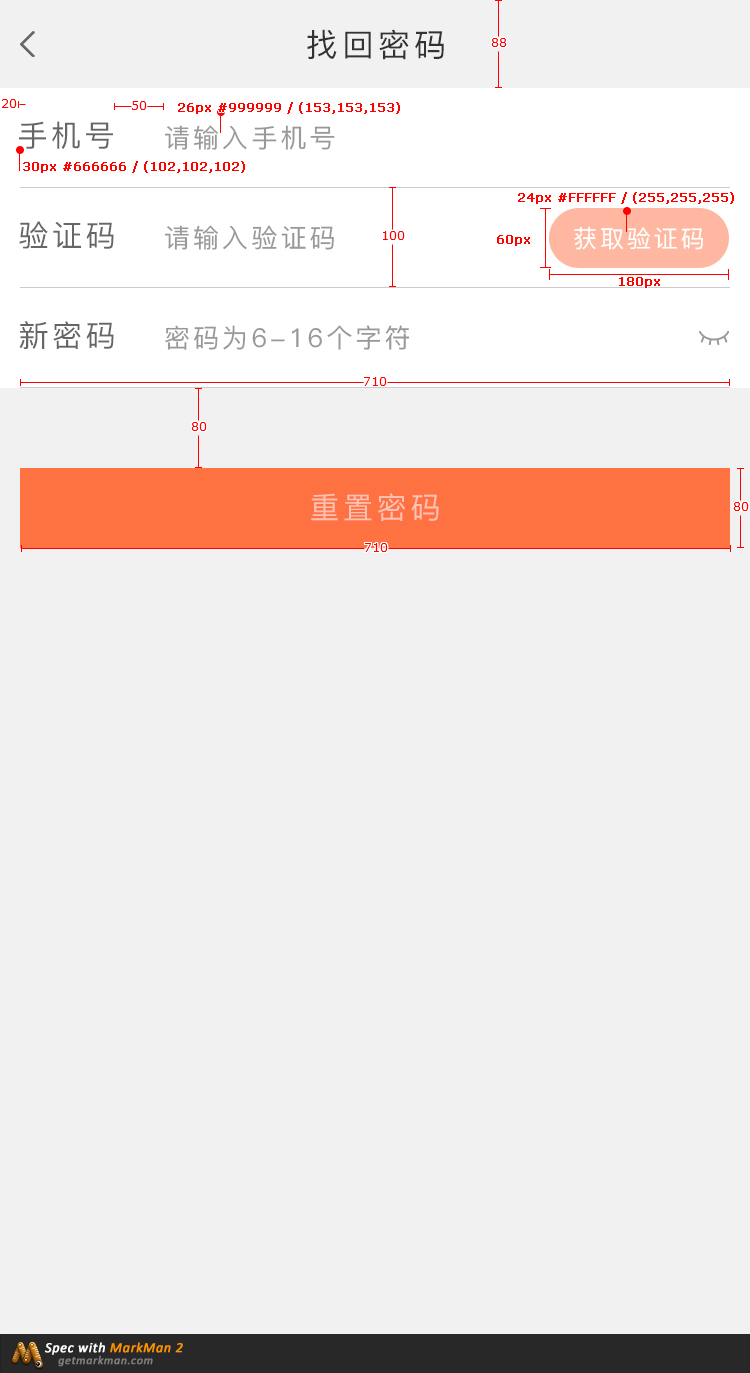 找回密码
88
20
50
26px #999999 / (153,153,153)
手机号
请输入手机号
30px #666666 / (102,102,102)
24px #FFFFFF / (255,255,255)
验证码
请输入验证码
100
60px
获取验证码
180px
新密码
密码为6-16个字符
710
80
重置密码
80
710
Spec with MarkMan 2
getmarkman.com